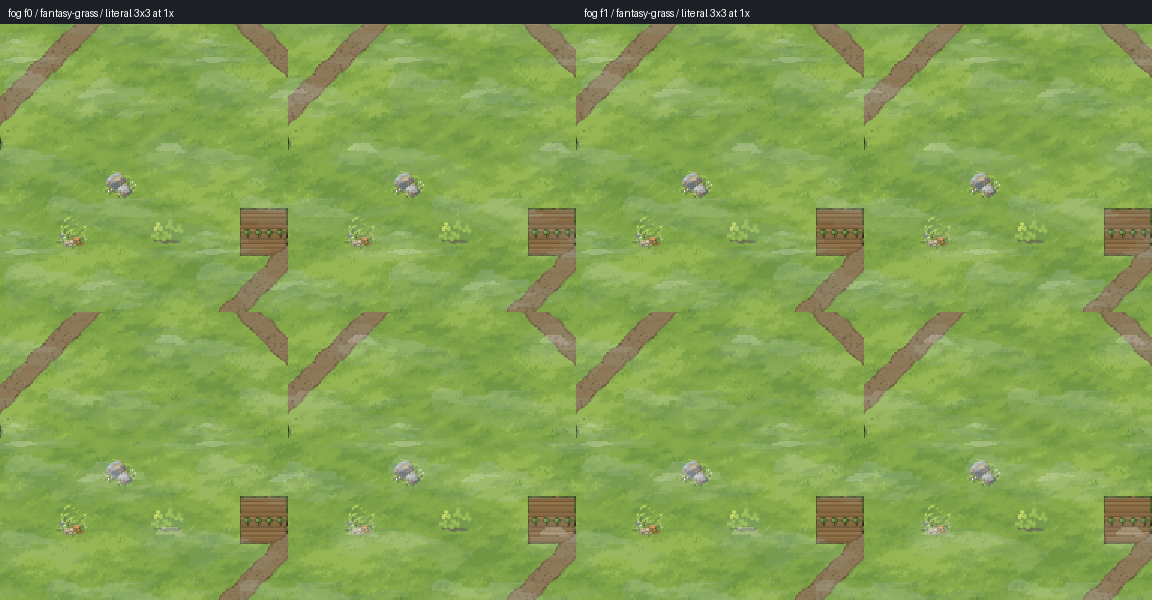 fog f0 / fantasy-grass / literal 3x3 at 1x
fog f1 / fantasy-grass / literal 3x3 at 1x